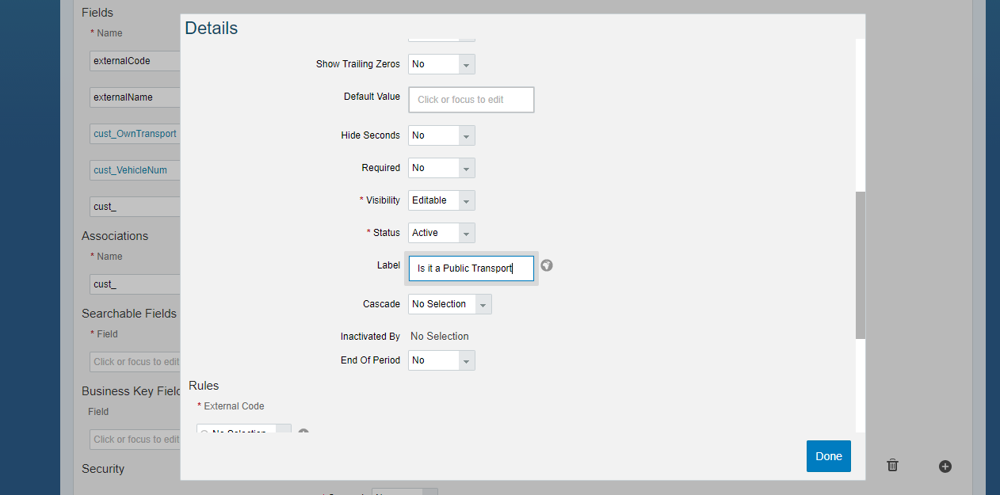 Fields
* Name
externalCode
externalName
cust_OwnTransport
cust_VehicleNum
cust_
Associations
* Name
cust_
Searchable Fields
* Field
Click or focus to edit
Business Key Field
Field
Click or focus to edit
Security
Details
Show Trailing Zeros No
Default Value Click or focus to edit
Hide Seconds No
Required No
* Visibility Editable
* Status Active
Label Is it a Public Transport
Cascade No Selection
Inactivated By No Selection
End Of Period No
Rules
* External Code
No Selection
Done